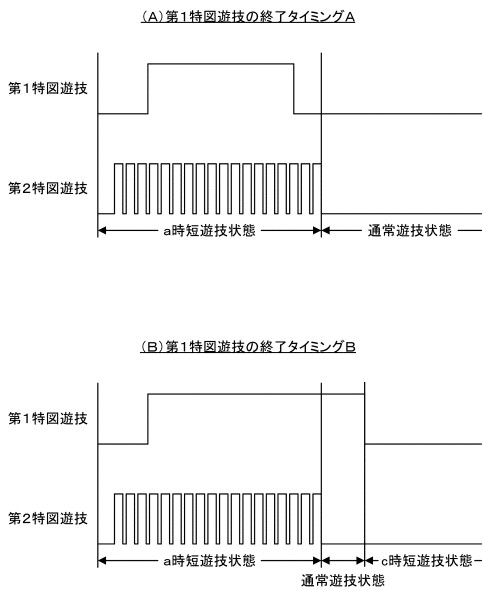 (A)第1特図遊技の終了タイミングA
第1特図遊技
第2特図遊技
a時短遊技状態
通常遊技状態
(B)第1特図遊技の終了タイミングB
第1特図遊技
第2特図遊技
a時短遊技状態
c時短遊技状態
通常遊技状態